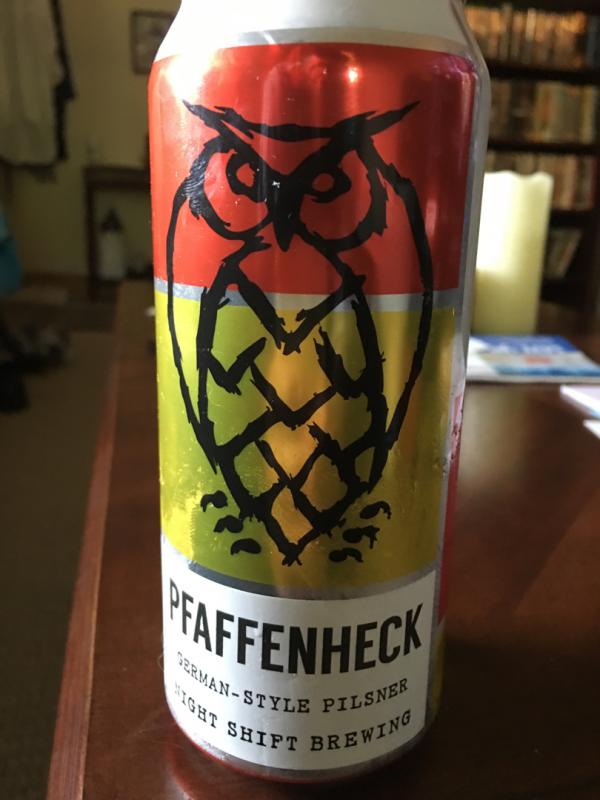 PFAFFENHECK
GERMAN-STYLE PILSNER
NIGHT SHIFT BREWING